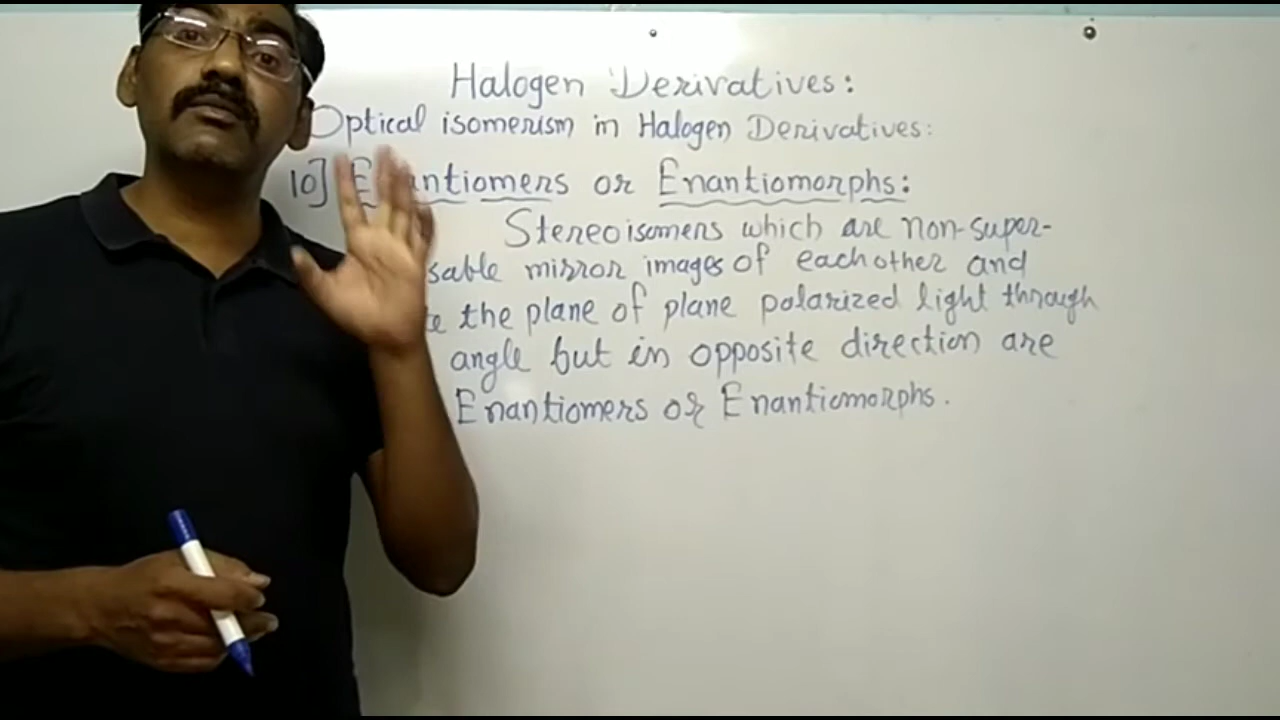 Halogen Derivatives:
Optical isomerism in Halogen Derivatives:
10] Enantiomers or Enantiomorphs:
Stereoisomers which are non-super-
sable mirror images of each other and
the plane of plane polarized light through
angle but in opposite direction are
Enantiomers or Enantiomorphs.